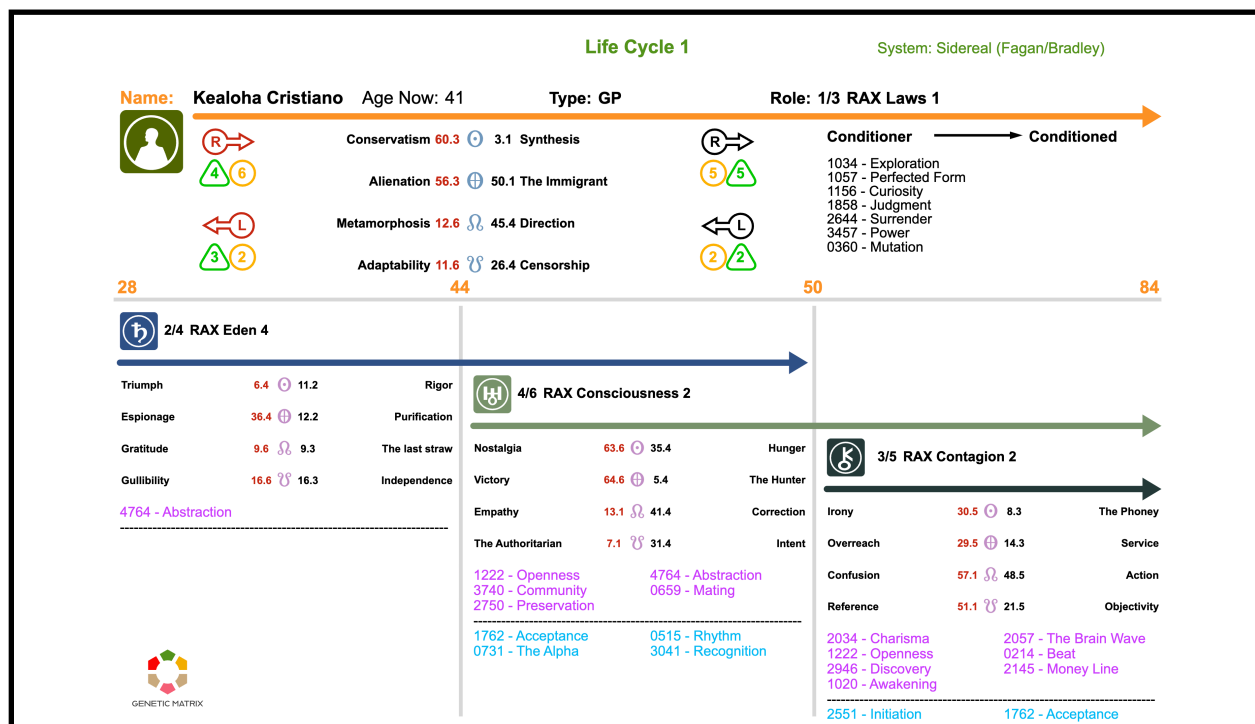 Life Cycle 1
System: Sidereal (Fagan/Bradley)
Name: Kealoha Cristiano Age Now: 41 Type: GP Role: 1/3 RAX Laws 1
R
4 6
L
3 2
Conservatism 60.3 3.1 Synthesis
Alienation 56.3 50.1 The Immigrant
Metamorphosis 12.6 45.4 Direction
Adaptability 11.6 26.4 Censorship
R
5 5
L
2 2
Conditioner Conditioned
1034 - Exploration
1057 - Perfected Form
1156 - Curiosity
1858 - Judgment
2644 - Surrender
3457 - Power
0360 - Mutation
28 44 50 84
2/4 RAX Eden 4
Triumph 6.4 11.2 Rigor
Espionage 36.4 12.2 Purification
Gratitude 9.6 9.3 The last straw
Gullibility 16.6 16.3 Independence
4764 - Abstraction
4/6 RAX Consciousness 2
Nostalgia 63.6 35.4 Hunger
Victory 64.6 5.4 The Hunter
Empathy 13.1 41.4 Correction
The Authoritarian 7.1 31.4 Intent
1222 - Openness 4764 - Abstraction
3740 - Community 0659 - Mating
2750 - Preservation
1762 - Acceptance 0515 - Rhythm
0731 - The Alpha 3041 - Recognition
3/5 RAX Contagion 2
Irony 30.5 8.3 The Phoney
Overreach 29.5 14.3 Service
Confusion 57.1 48.5 Action
Reference 51.1 21.5 Objectivity
2034 - Charisma 2057 - The Brain Wave
1222 - Openness 0214 - Beat
2946 - Discovery 2145 - Money Line
1020 - Awakening
2551 - Initiation 1762 - Acceptance
GENETIC MATRIX